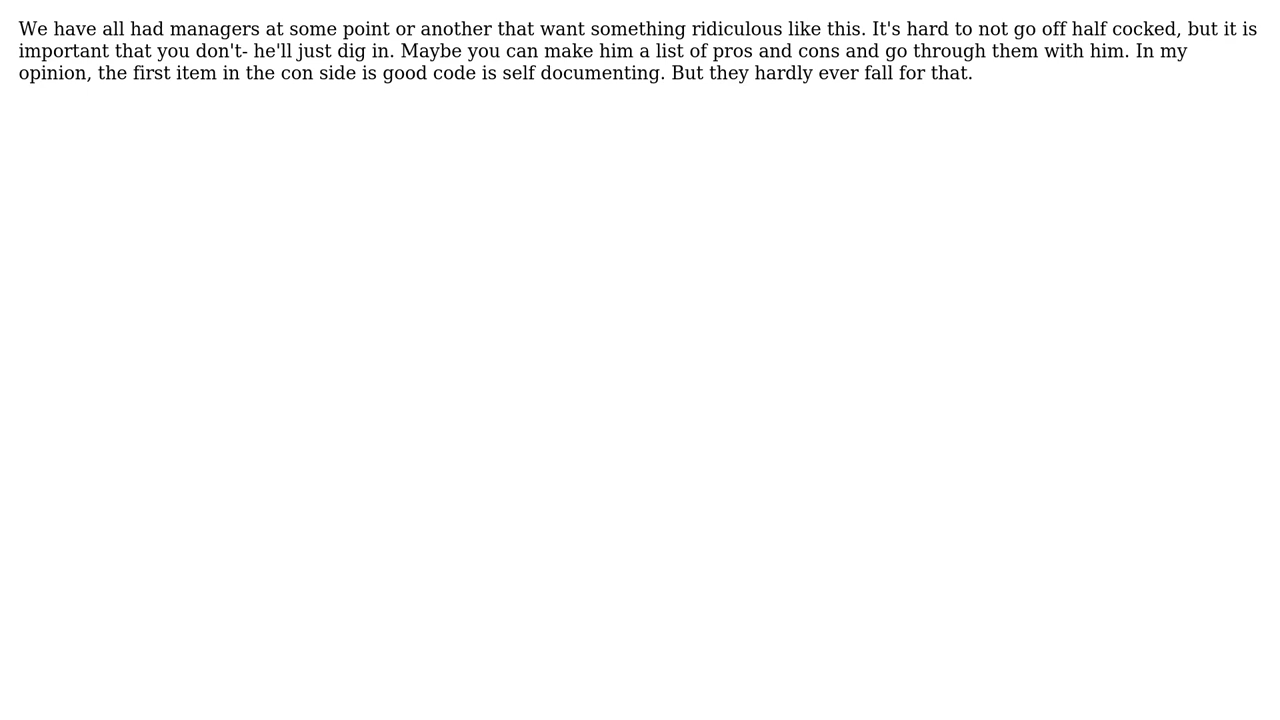 We have all had managers at some point or another that want something ridiculous like this. It's hard to not go off half cocked, but it is
important that you don't- he'll just dig in. Maybe you can make him a list of pros and cons and go through them with him. In my
opinion, the first item in the con side is good code is self documenting. But they hardly ever fall for that.